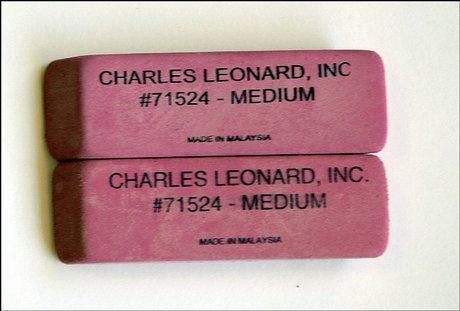 CHARLES LEONARD, INC
#71524 - MEDIUM
MADE IN MALAYSIA
CHARLES LEONARD, INC.
#71524 - MEDIUM
MADE IN MALAYSIA